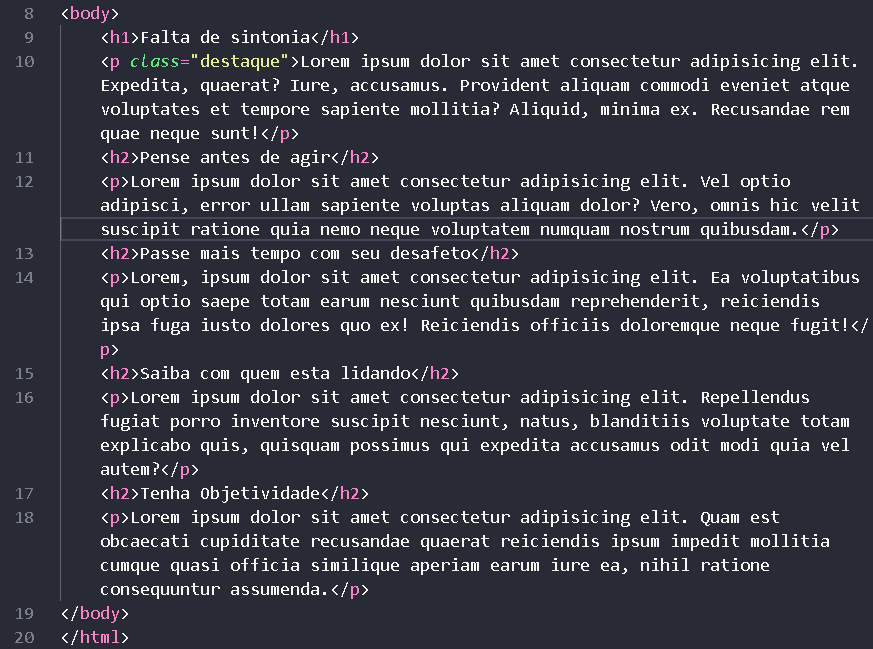 8 <body>
9 <h1>Falta de sintonia</h1>
10 <p class="destaque">Lorem ipsum dolor sit amet consectetur adipisicing elit.
Expedita, quaerat? Iure, accusamus. Provident aliquam commodi eveniet atque
voluptates et tempore sapiente mollitia? Aliquid, minima ex. Recusandae rem
quae neque sunt!</p>
11 <h2>Pense antes de agir</h2>
12 <p>Lorem ipsum dolor sit amet consectetur adipisicing elit. Vel optio
adipisci, error ullam sapiente voluptas aliquam dolor? Vero, omnis hic velit
suscipit ratione quia nemo neque voluptatem numquam nostrum quibusdam.</p>
13 <h2>Passe mais tempo com seu desafeto</h2>
14 <p>Lorem, ipsum dolor sit amet consectetur adipisicing elit. Ea voluptatibus
qui optio saepe totam earum nesciunt quibusdam reprehenderit, reiciendis
ipsa fuga iusto dolores quo ex! Reiciendis officiis doloremque neque fugit!</
p>
15 <h2>Saiba com quem esta lidando</h2>
16 <p>Lorem ipsum dolor sit amet consectetur adipisicing elit. Repellendus
fugiat porro inventore suscipit nesciunt, natus, blanditiis voluptate totam
explicabo quis, quisquam possimus qui expedita accusamus odit modi quia vel
autem?</p>
17 <h2>Tenha Objetividade</h2>
18 <p>Lorem ipsum dolor sit amet consectetur adipisicing elit. Quam est
obcaecati cupiditate recusandae quaerat reiciendis ipsum impedit mollitia
cumque quasi officia similique aperiam earum iure ea, nihil ratione
consequuntur assumenda.</p>
19 </body>
20 </html>